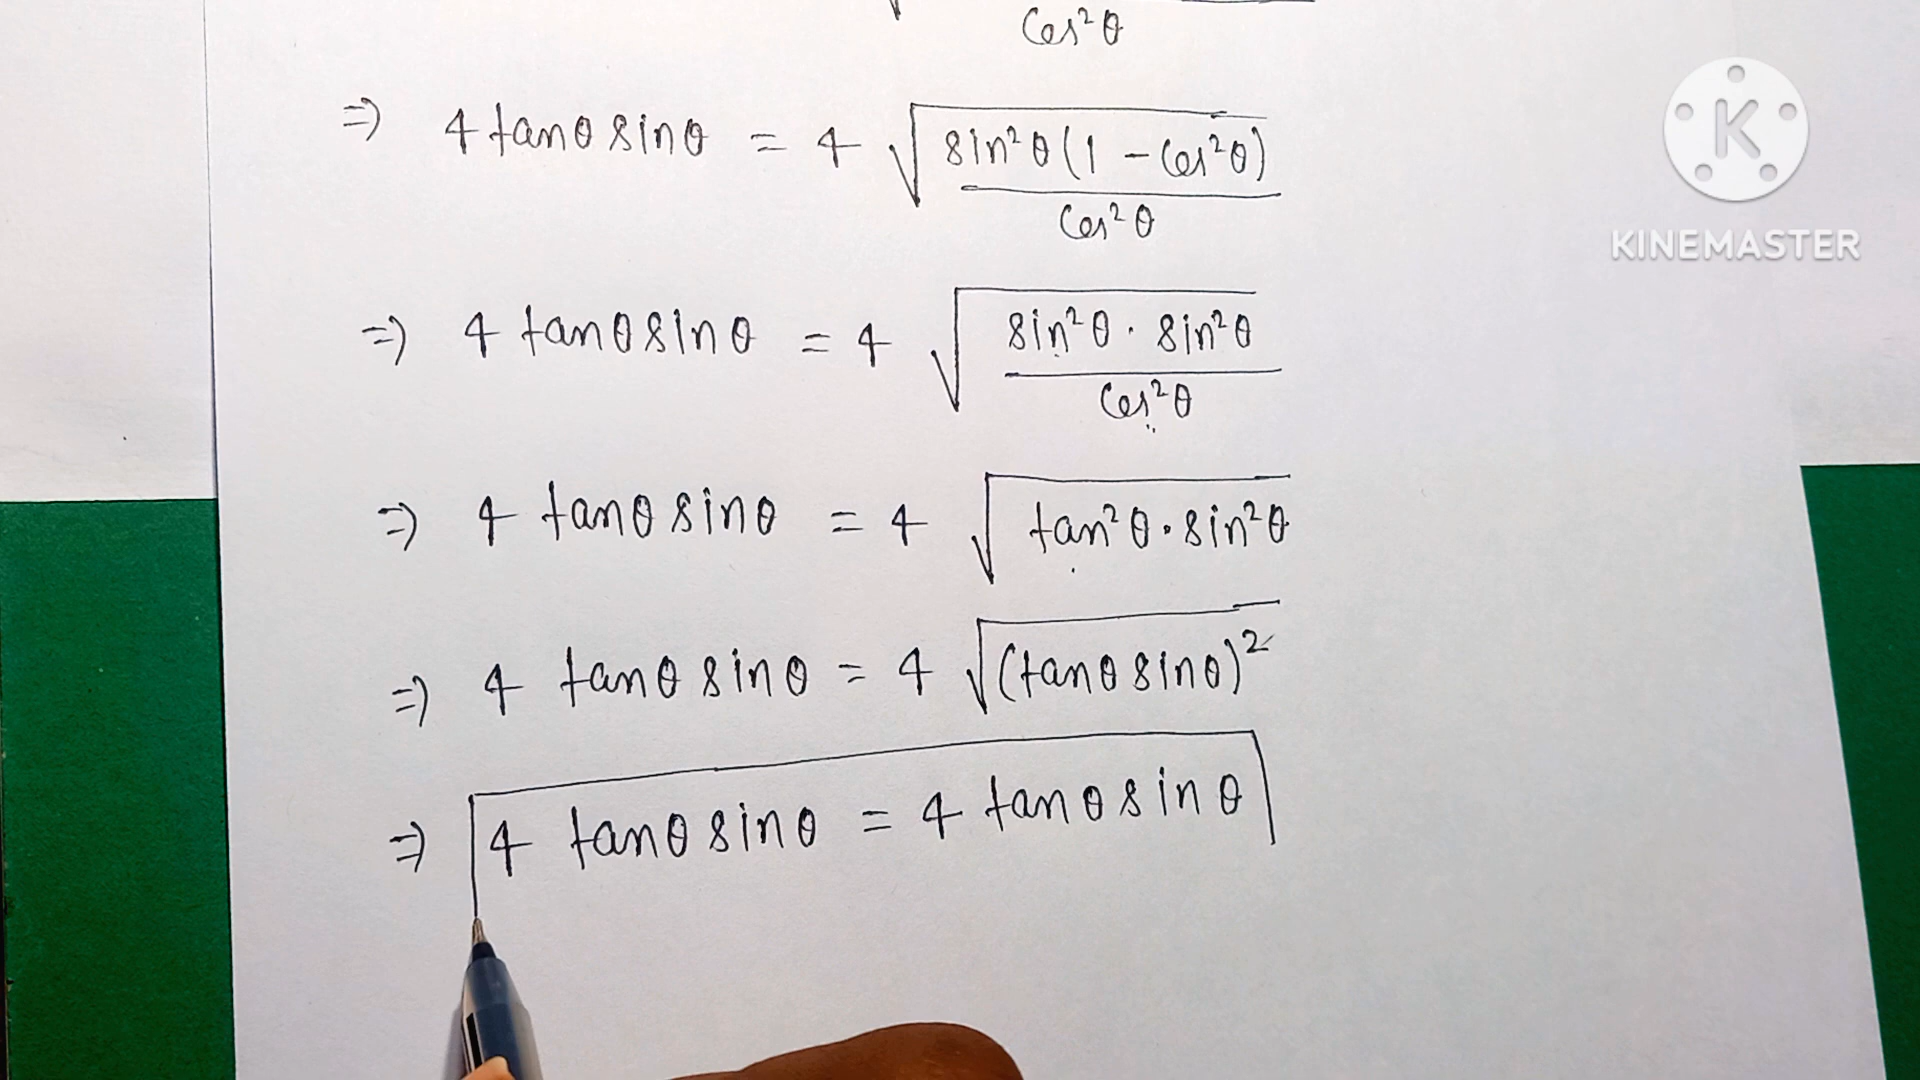 cos²θ
⇒ 4 tanθ sinθ = 4 √(sin²θ(1 - cos²θ) / cos²θ)
K
KINEMASTER
⇒ 4 tanθ sinθ = 4 √(sin²θ · sin²θ / cos²θ)
⇒ 4 tanθ sinθ = 4 √(tan²θ · sin²θ)
⇒ 4 tanθ sinθ = 4 √(tanθ sinθ)²
⇒ 4 tanθ sinθ = 4 tanθ sinθ